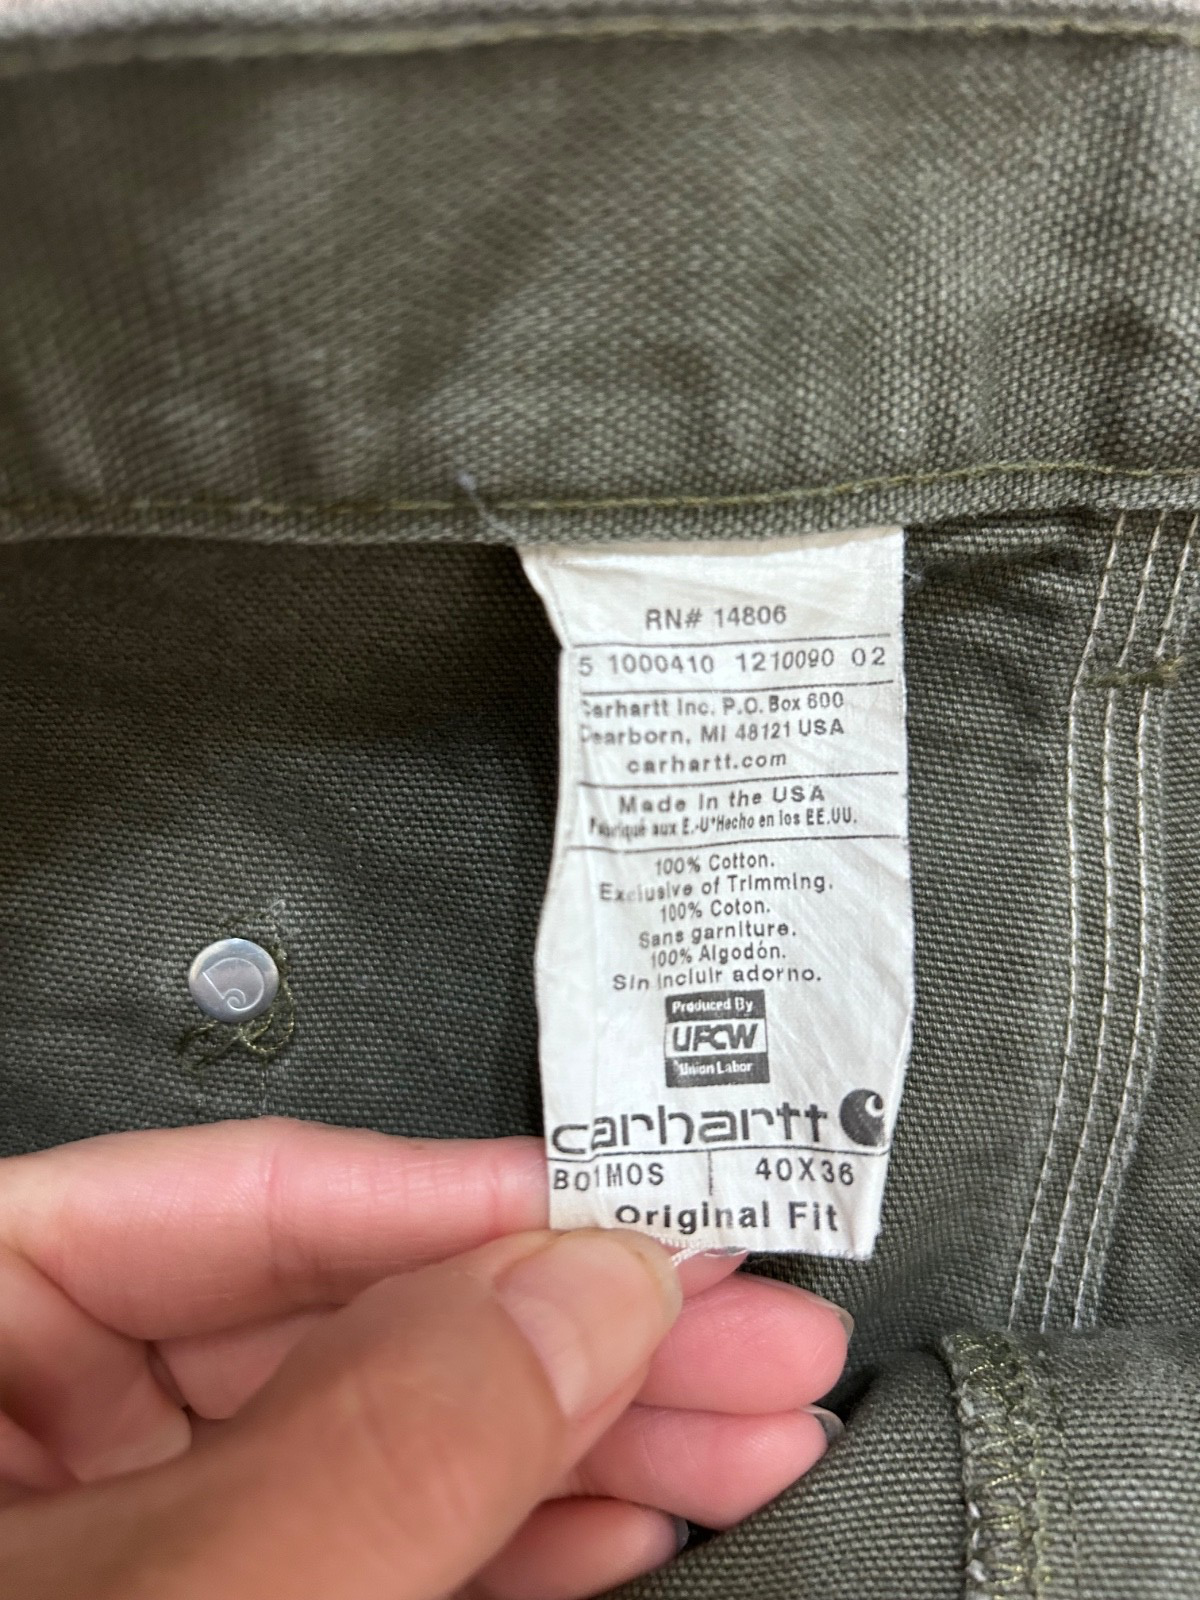 RN# 14806
5 1000410 1210090 02
Carhartt Inc. P.O. Box 600
Dearborn, MI 48121 USA
carhartt.com
Made In the USA
Fabriqué aux E.-U*Hecho en los EE.UU.
100% Cotton.
Exclusive of Trimming.
100% Coton.
Sans garniture.
100% Algodón.
Sin incluir adorno.
Produced By
UFCW
Union Labor
carhartt
B01MOS 40X36
Original Fit